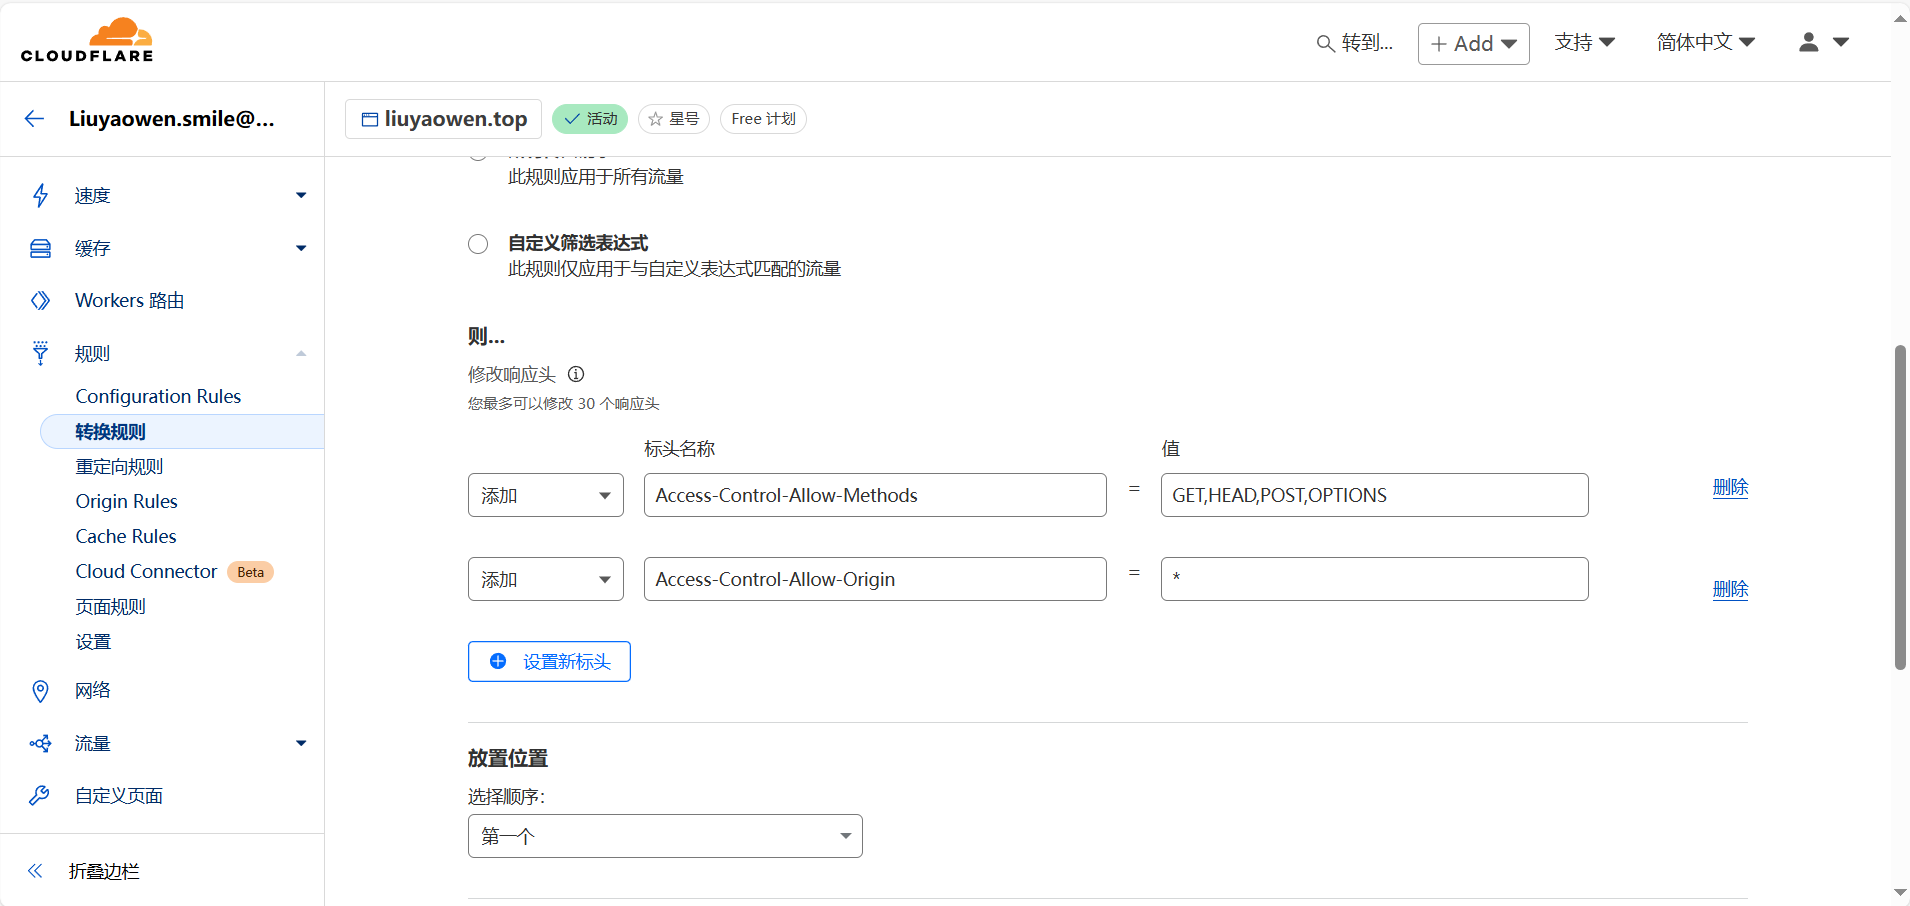 CLOUDFLARE
转到...
Add
支持
简体中文
Liuyaowen.smile@...
liuyaowen.top
活动
星号
Free 计划
速度
缓存
Workers 路由
规则
Configuration Rules
转换规则
重定向规则
Origin Rules
Cache Rules
Cloud Connector Beta
页面规则
设置
网络
流量
自定义页面
折叠边栏
此规则应用于所有流量
自定义筛选表达式
此规则仅应用于与自定义表达式匹配的流量
则...
修改响应头
您最多可以修改 30 个响应头
标头名称 值
添加 Access-Control-Allow-Methods = GET,HEAD,POST,OPTIONS 删除
添加 Access-Control-Allow-Origin = * 删除
设置新标头
放置位置
选择顺序:
第一个